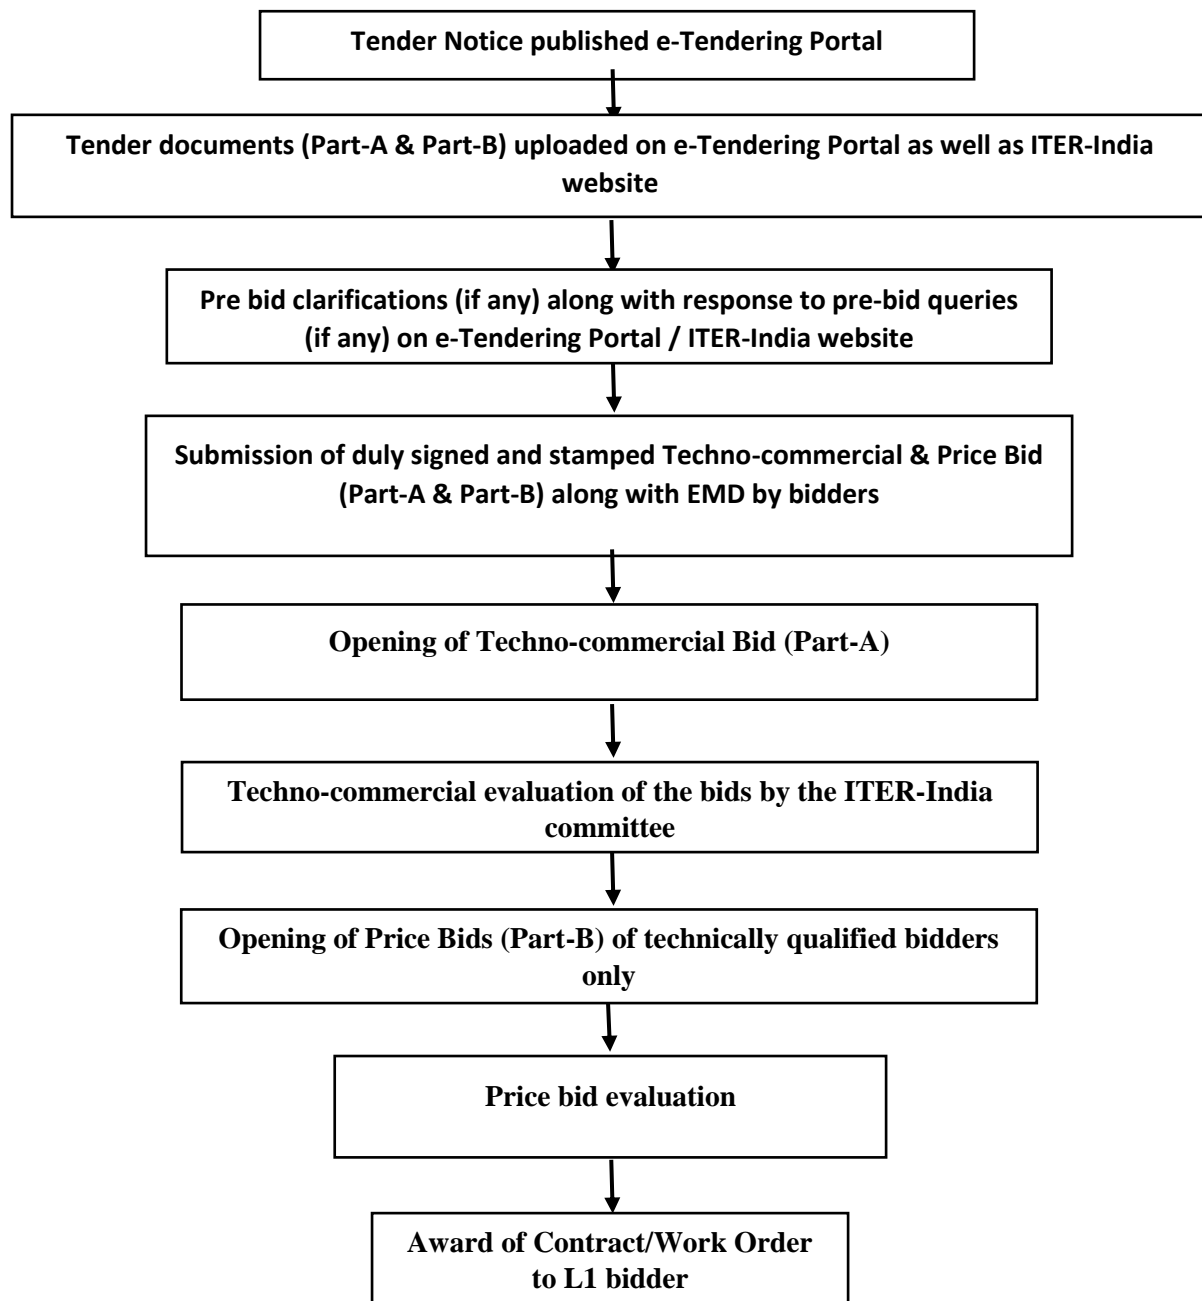 Tender Notice published e-Tendering Portal
Tender documents (Part-A & Part-B) uploaded on e-Tendering Portal as well as ITER-India
website
Pre bid clarifications (if any) along with response to pre-bid queries
(if any) on e-Tendering Portal / ITER-India website
Submission of duly signed and stamped Techno-commercial & Price Bid
(Part-A & Part-B) along with EMD by bidders
Opening of Techno-commercial Bid (Part-A)
Techno-commercial evaluation of the bids by the ITER-India
committee
Opening of Price Bids (Part-B) of technically qualified bidders
only
Price bid evaluation
Award of Contract/Work Order
to L1 bidder